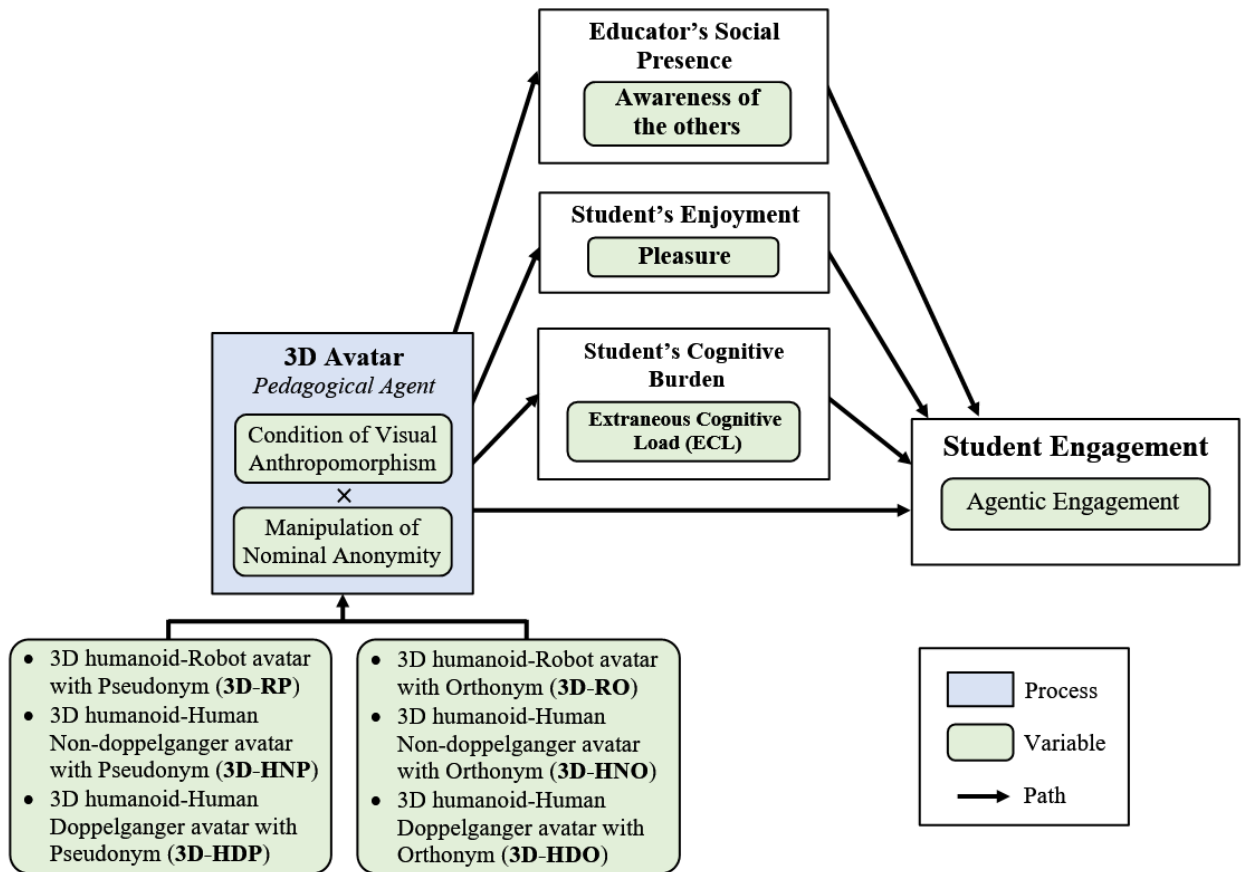 Educator’s Social
Presence
Awareness of
the others
Student’s Enjoyment
Pleasure
Student’s Cognitive
Burden
Extraneous Cognitive
Load (ECL)
3D Avatar
Pedagogical Agent
Condition of Visual
Anthropomorphism
×
Manipulation of
Nominal Anonymity
Student Engagement
Agentic Engagement
• 3D humanoid-Robot avatar
with Pseudonym (3D-RP)
• 3D humanoid-Human
Non-doppelganger avatar
with Pseudonym (3D-HNP)
• 3D humanoid-Human
Doppelganger avatar with
Pseudonym (3D-HDP)
• 3D humanoid-Robot avatar
with Orthonym (3D-RO)
• 3D humanoid-Human
Non-doppelganger avatar
with Orthonym (3D-HNO)
• 3D humanoid-Human
Doppelganger avatar with
Orthonym (3D-HDO)
Process
Variable
Path